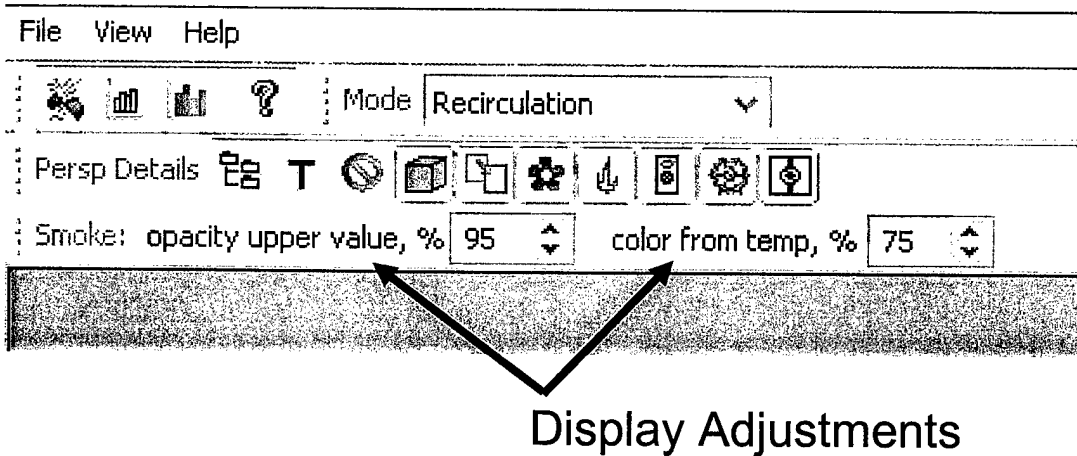 File View Help
Mode Recirculation
Persp Details T
Smoke: opacity upper value, % 95 color from temp, % 75
Display Adjustments